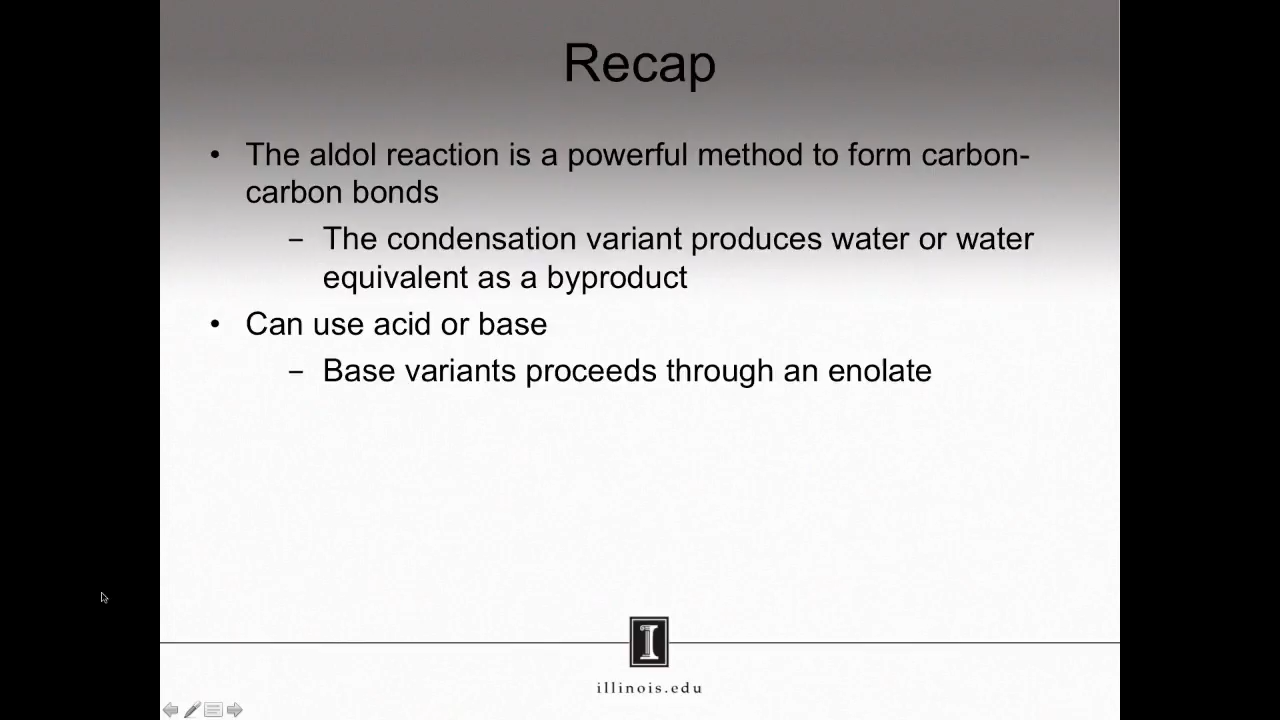 Recap
• The aldol reaction is a powerful method to form carbon-
carbon bonds
– The condensation variant produces water or water
equivalent as a byproduct
• Can use acid or base
– Base variants proceeds through an enolate
I
illinois.edu